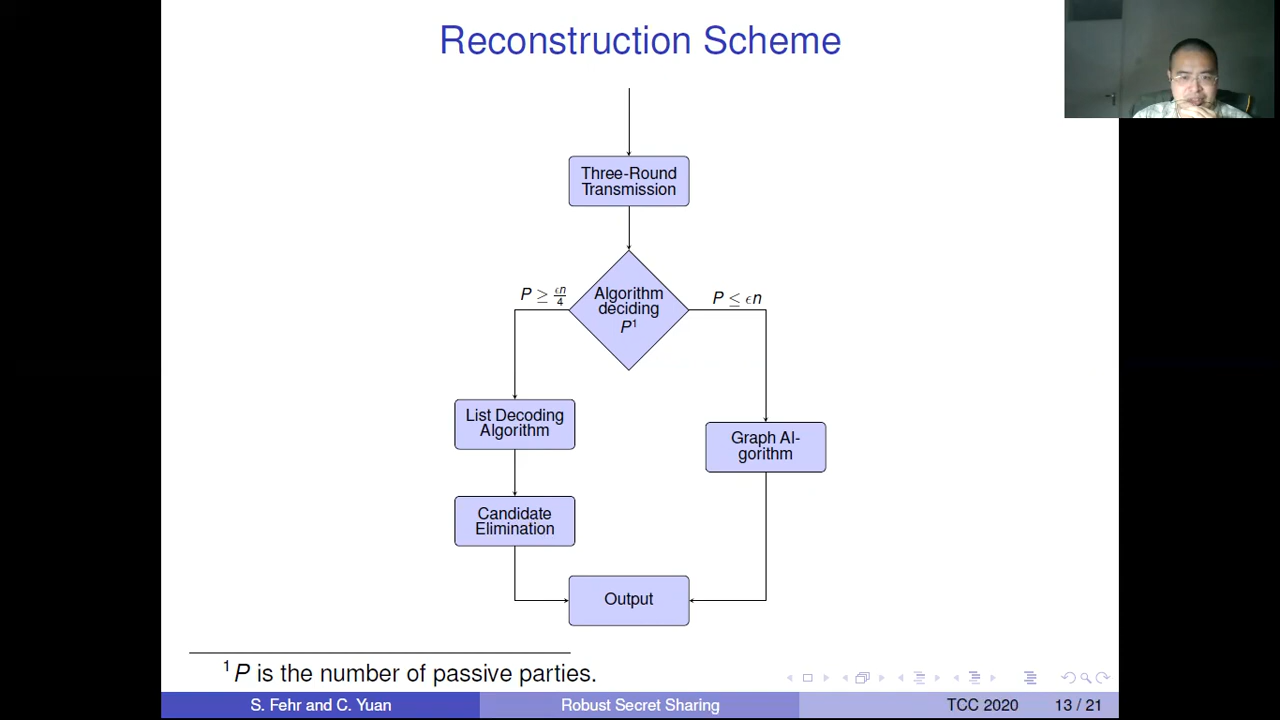 Reconstruction Scheme
Three-Round
Transmission
P ≥ ϵn/4
Algorithm
deciding
P¹
P ≤ ϵn
List Decoding
Algorithm
Graph Al-
gorithm
Candidate
Elimination
Output
¹ P is the number of passive parties.
S. Fehr and C. Yuan
Robust Secret Sharing
TCC 2020
13 / 21